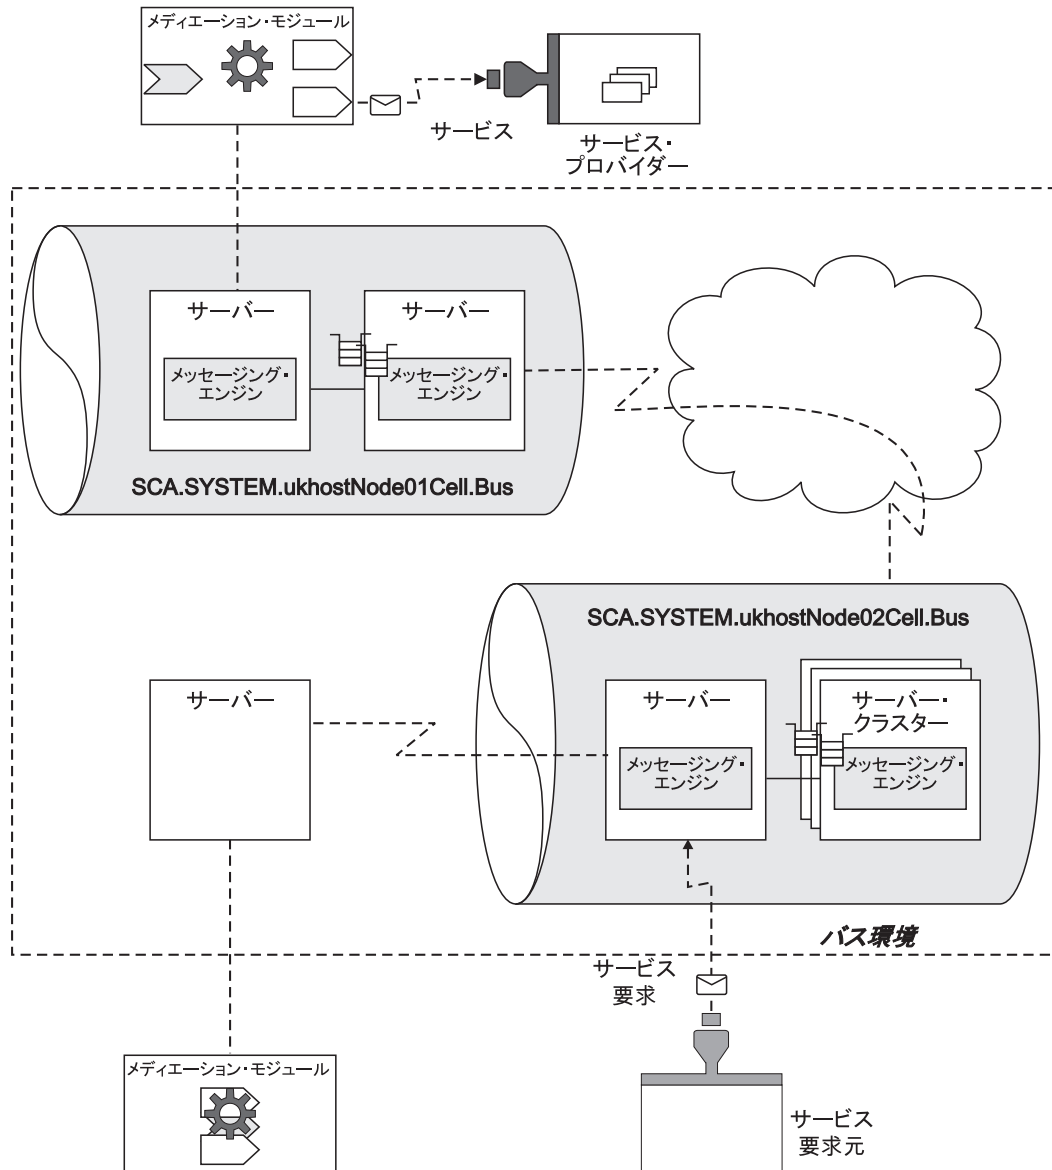 メディエーション・モジュール
サービス
サービス・
プロバイダー
サーバー
メッセージング・
エンジン
サーバー
メッセージング・
エンジン
SCA.SYSTEM.ukhostNode01Cell.Bus
SCA.SYSTEM.ukhostNode02Cell.Bus
サーバー
サーバー
メッセージング・
エンジン
サーバー・
クラスター
メッセージング・
エンジン
バス環境
サービス
要求
メディエーション・モジュール
サービス
要求元